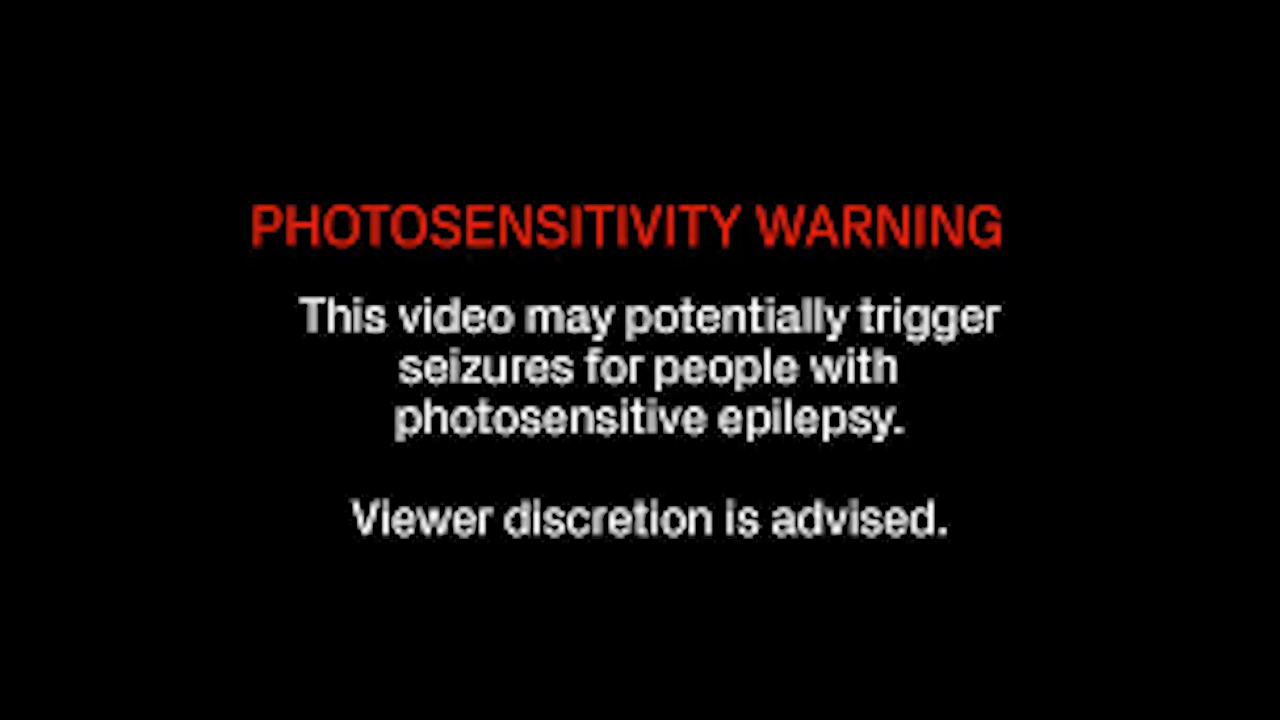 PHOTOSENSITIVITY WARNING
This video may potentially trigger
seizures for people with
photosensitive epilepsy.
Viewer discretion is advised.